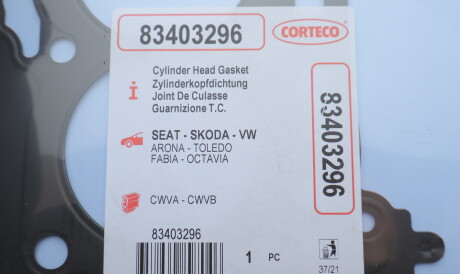 83403296
CORTECO
i
Cylinder Head Gasket
Zylinderkopfdichtung
Joint De Culasse
Guarnizione T.C.
83403296
SEAT - SKODA - VW
ARONA - TOLEDO
FABIA - OCTAVIA
CWVA - CWVB
83403296
1 PC
37/21